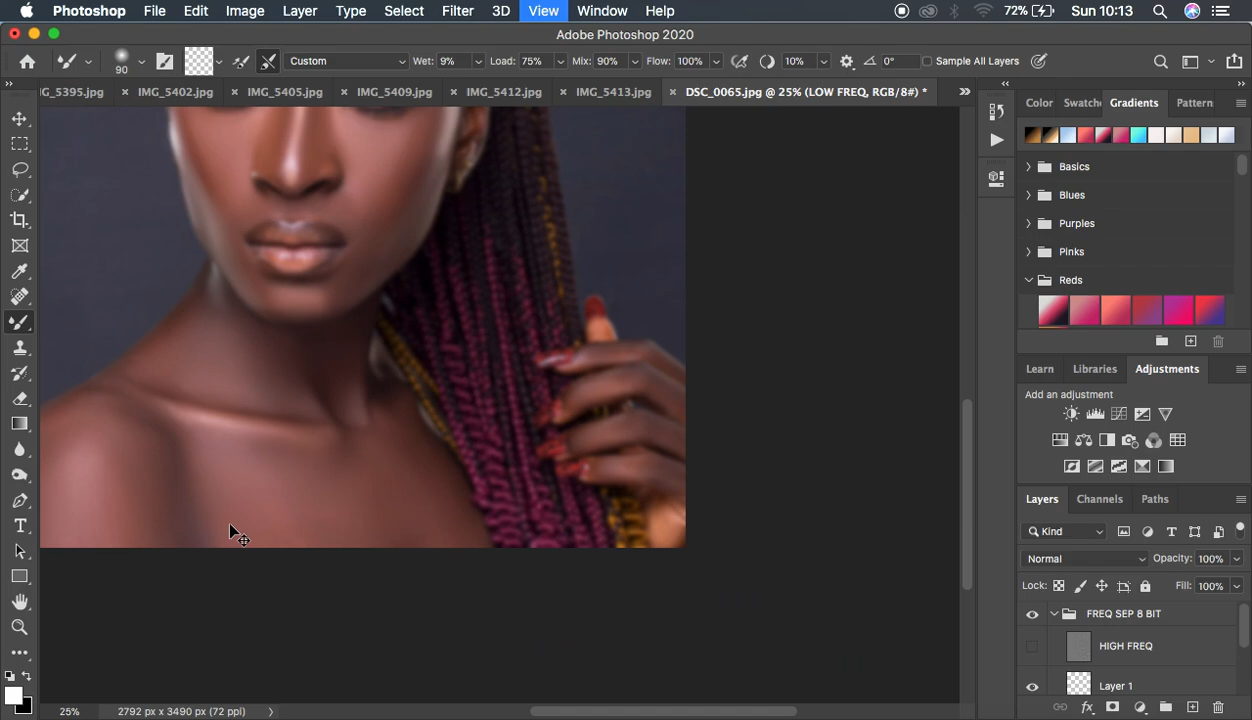 Photoshop File Edit Image Layer Type Select Filter 3D View Window Help 72% Sun 10:13
Adobe Photoshop 2020
90 Custom Wet: 9% Load: 75% Mix: 90% Flow: 100% 10% 0° Sample All Layers
G_5395.jpg × IMG_5402.jpg × IMG_5405.jpg × IMG_5409.jpg × IMG_5412.jpg × IMG_5413.jpg × DSC_0065.jpg @ 25% (LOW FREQ, RGB/8#) *
Color Swatche Gradients Pattern
Basics
Blues
Purples
Pinks
Reds
Learn Libraries Adjustments
Add an adjustment
Layers Channels Paths
Kind
Normal Opacity: 100%
Lock: Fill: 100%
FREQ SEP 8 BIT
HIGH FREQ
Layer 1
25% 2792 px x 3490 px (72 ppi)